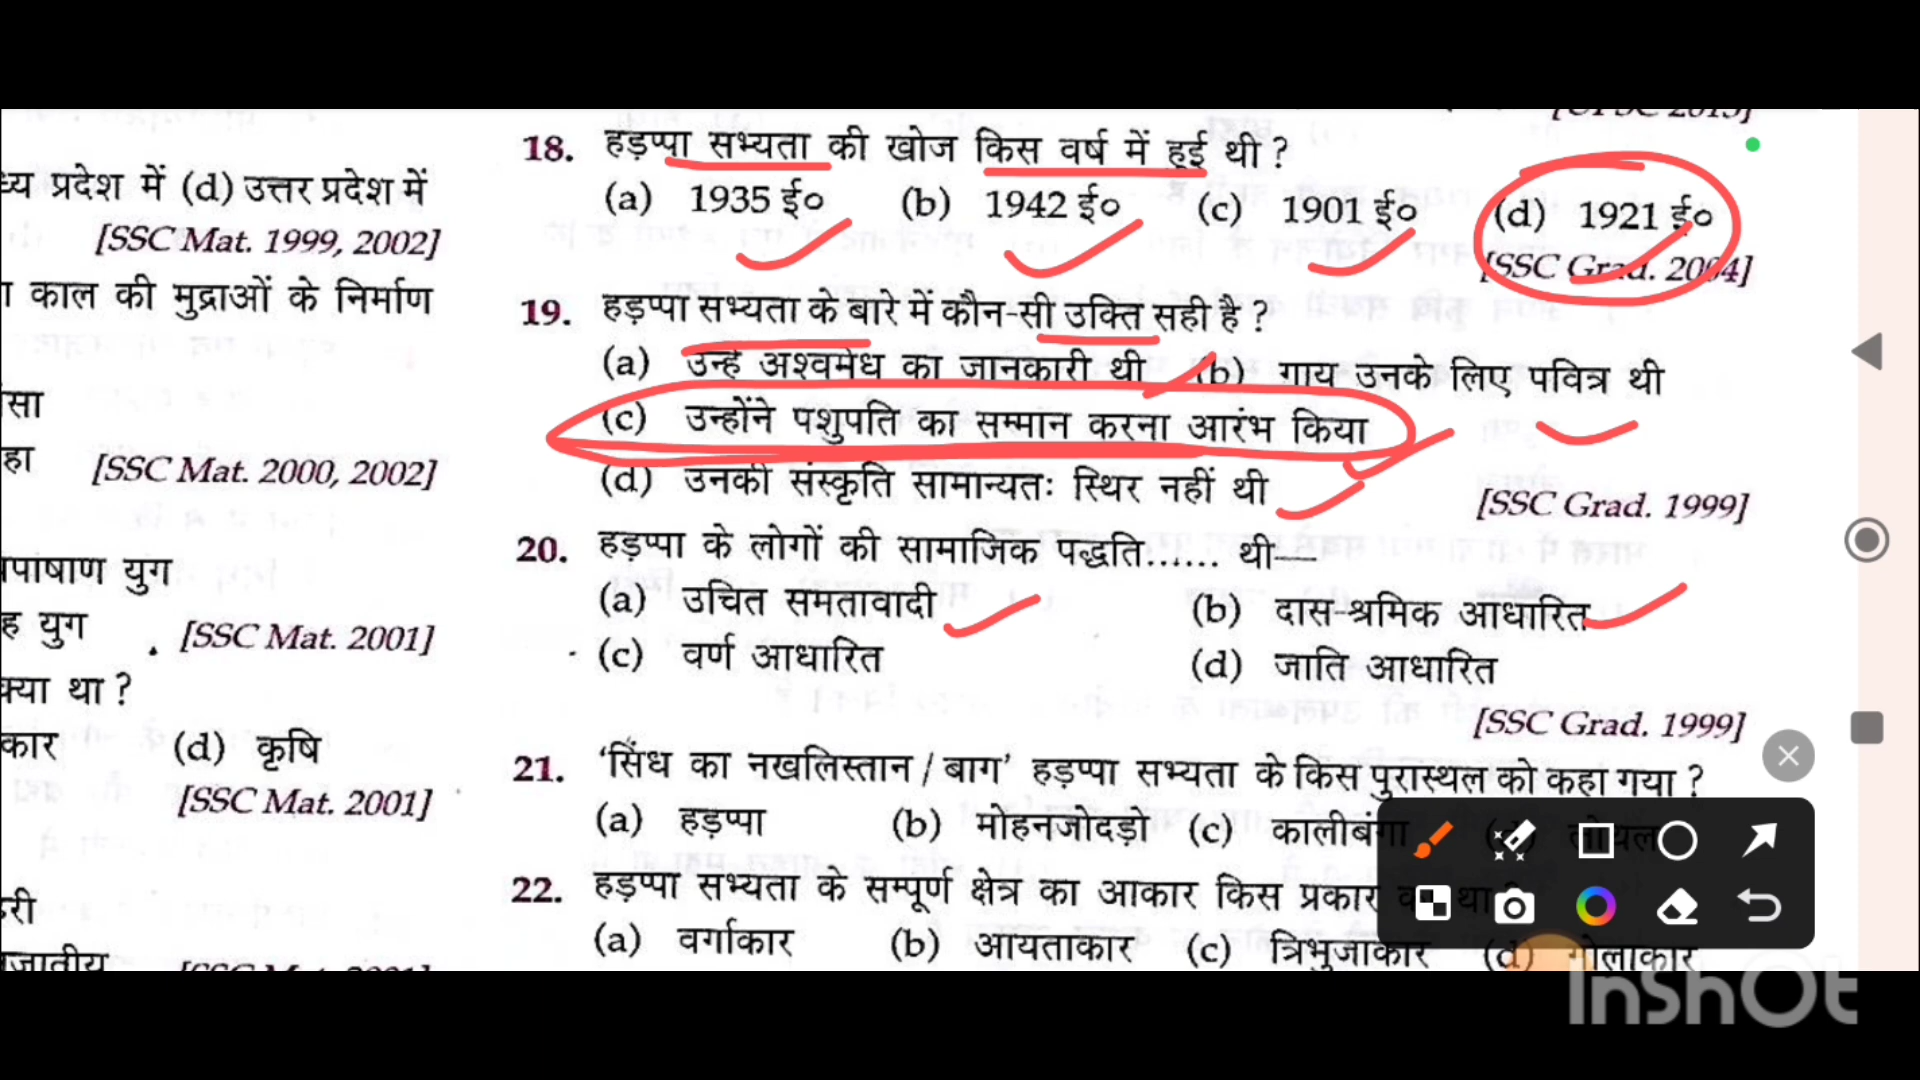 ध्य प्रदेश में (d) उत्तर प्रदेश में
[SSC Mat. 1999, 2002]
काल की मुद्राओं के निर्माण
[SSC Mat. 2000, 2002]
युग
ह युग
[SSC Mat. 2001]
क्या था ?
कार (d) कृषि
[SSC Mat. 2001]
18. हड़प्पा सभ्यता की खोज किस वर्ष में हुई थी ?
(a) 1935 ई० (b) 1942 ई० (c) 1901 ई० (d) 1921 ई०
[SSC Grad. 2004]
19. हड़प्पा सभ्यता के बारे में कौन-सी उक्ति सही है ?
(a) उन्हें अश्वमेध की जानकारी थी (b) गाय उनके लिए पवित्र थी
(c) उन्होंने पशुपति का सम्मान करना आरंभ किया
(d) उनकी संस्कृति सामान्यतः स्थिर नहीं थी
[SSC Grad. 1999]
20. हड़प्पा के लोगों की सामाजिक पद्धति...... थी—
(a) उचित समतावादी (b) दास-श्रमिक आधारित
(c) वर्ण आधारित (d) जाति आधारित
[SSC Grad. 1999]
21. 'सिंध का नखलिस्तान / बाग' हड़प्पा सभ्यता के किस पुरास्थल को कहा गया ?
(a) हड़प्पा (b) मोहनजोदड़ो (c) कालीबंगा (d) लोथल
22. हड़प्पा सभ्यता के सम्पूर्ण क्षेत्र का आकार किस प्रकार का था
(a) वर्गाकार (b) आयताकार (c) त्रिभुजाकार (d) गोलाकार
InShOt